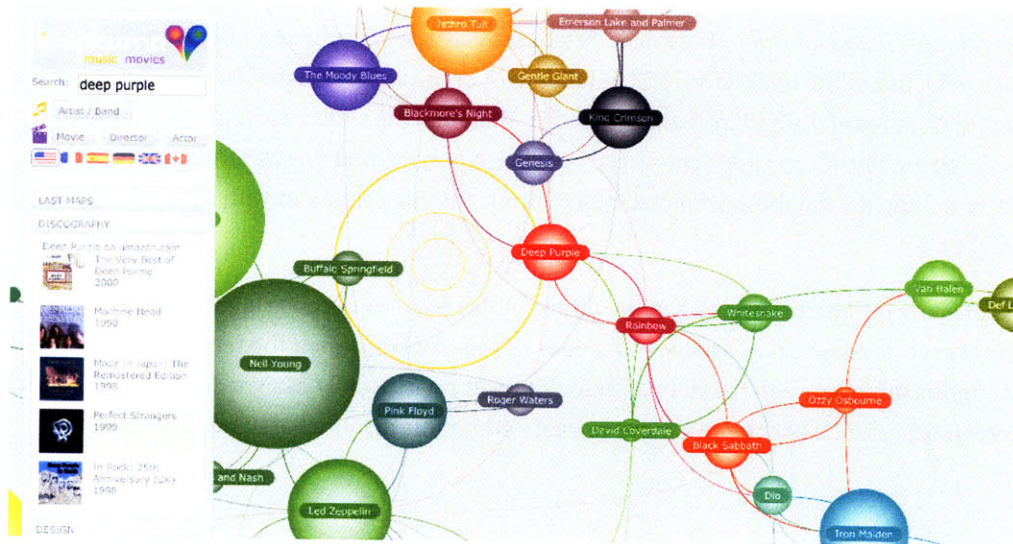 music movies
Search: deep purple
Artist / Band
Movie Director Actor
LAST MAPS
DISCOGRAPHY
Deep Purple on amazon.com
The Very Best of
Deep Purple
2000
Machine Head
1990
Made in Japan: The
Remastered Edition
1998
Perfect Strangers
1999
In Rock: 25th
Anniversary (UK)
1998
DESIGN
Jethro Tull
Emerson Lake and Palmer
The Moody Blues
Gentle Giant
Blackmore's Night
King Crimson
Genesis
Deep Purple
Buffalo Springfield
Van Halen
Def L
Whitesnake
Rainbow
Neil Young
Roger Waters
Ozzy Osbourne
Pink Floyd
David Coverdale
Black Sabbath
and Nash
Dio
Led Zeppelin
Iron Maiden